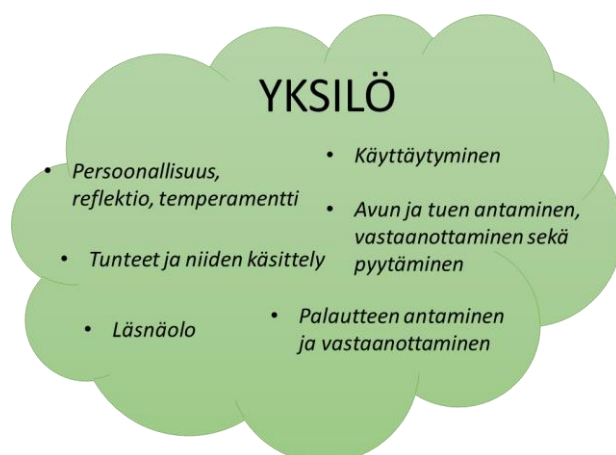 YKSILÖ
• Persoonallisuus,
reflektio, temperamentti
• Tunteet ja niiden käsittely
• Läsnäolo
• Käyttäytyminen
• Avun ja tuen antaminen,
vastaanottaminen sekä
pyytäminen
• Palautteen antaminen
ja vastaanottaminen